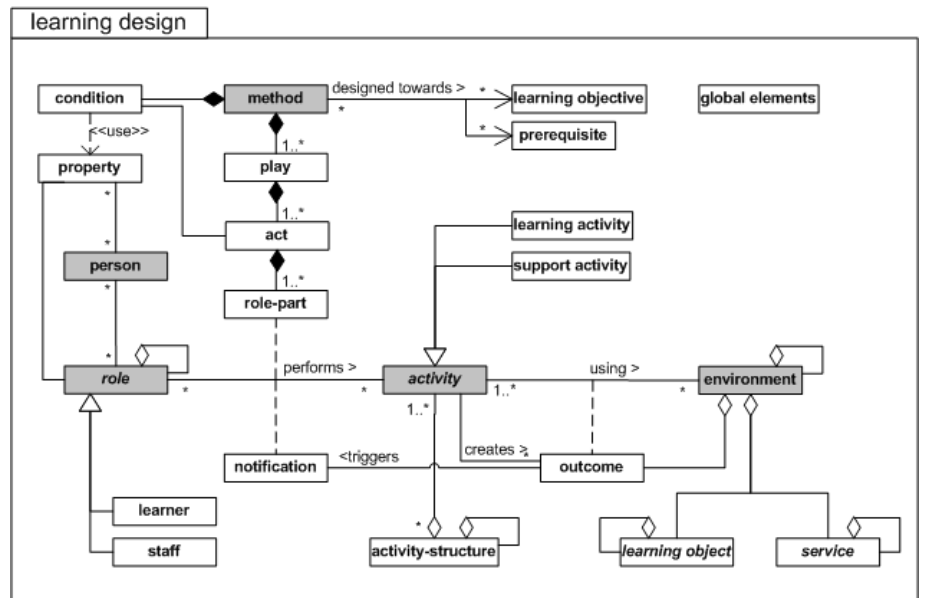 learning design
condition
method
designed towards >
*
*
learning objective
global elements
*
prerequisite
<<use>>
1..*
property
play
*
1..*
act
learning activity
*
person
support activity
*
1..*
role-part
*
performs >
using >
role
activity
environment
*
*
1..*
*
1..*
creates >
*
notification
<triggers
outcome
learner
*
staff
activity-structure
learning object
service